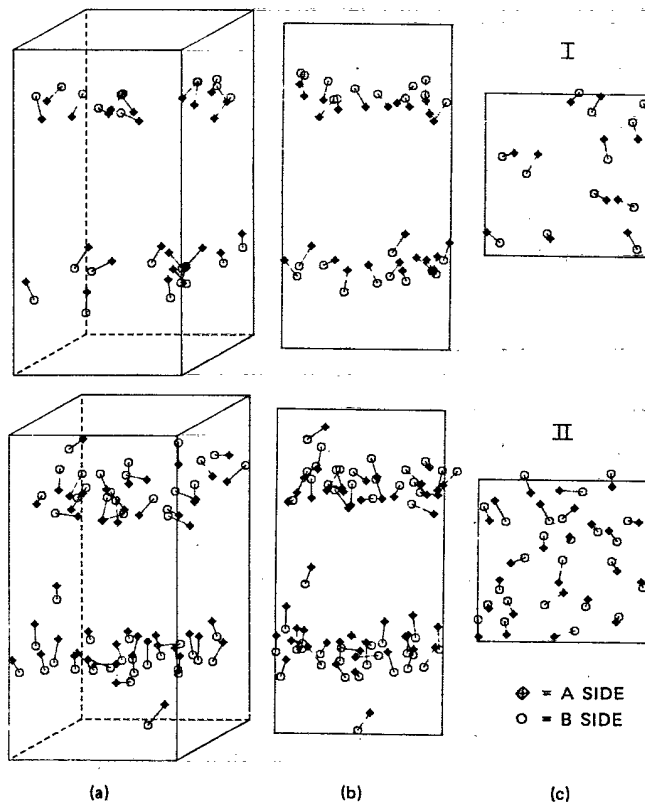 I
II
= A SIDE
= B SIDE
(a)
(b)
(c)